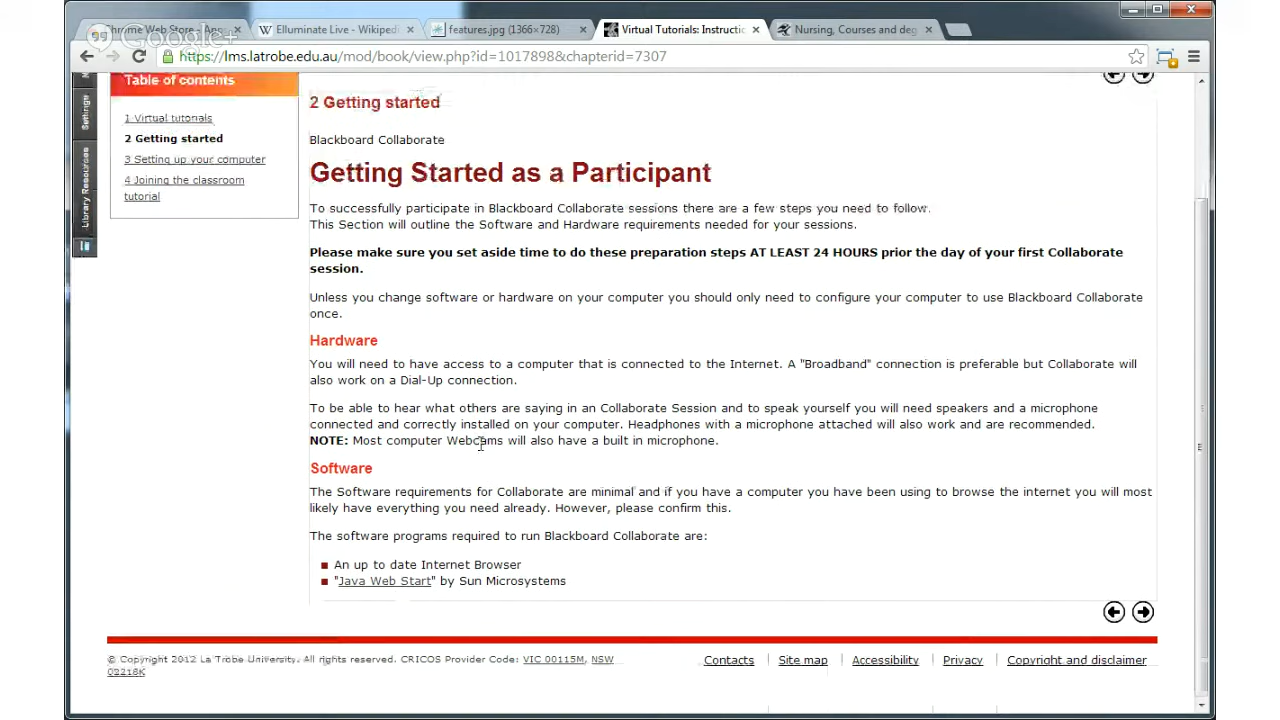 Chrome Web Store - App
Elluminate Live - Wikiped
features.jpg (1366×728)
Virtual Tutorials: Instructi
Nursing, Courses and deg
Google+
https://lms.latrobe.edu.au/mod/book/view.php?id=1017898&chapterid=7307
Settings
Library Resources
Table of contents
1 Virtual tutorials
2 Getting started
3 Setting up your computer
4 Joining the classroom
tutorial
2 Getting started
Blackboard Collaborate
Getting Started as a Participant
To successfully participate in Blackboard Collaborate sessions there are a few steps you need to follow.
This Section will outline the Software and Hardware requirements needed for your sessions.
Please make sure you set aside time to do these preparation steps AT LEAST 24 HOURS prior the day of your first Collaborate
session.
Unless you change software or hardware on your computer you should only need to configure your computer to use Blackboard Collaborate
once.
Hardware
You will need to have access to a computer that is connected to the Internet. A "Broadband" connection is preferable but Collaborate will
also work on a Dial-Up connection.
To be able to hear what others are saying in an Collaborate Session and to speak yourself you will need speakers and a microphone
connected and correctly installed on your computer. Headphones with a microphone attached will also work and are recommended.
NOTE: Most computer Webcams will also have a built in microphone.
Software
The Software requirements for Collaborate are minimal and if you have a computer you have been using to browse the internet you will most
likely have everything you need already. However, please confirm this.
The software programs required to run Blackboard Collaborate are:
An up to date Internet Browser
"Java Web Start" by Sun Microsystems
© Copyright 2012 La Trobe University. All rights reserved. CRICOS Provider Code: VIC 00115M, NSW
02218K
Contacts
Site map
Accessibility
Privacy
Copyright and disclaimer